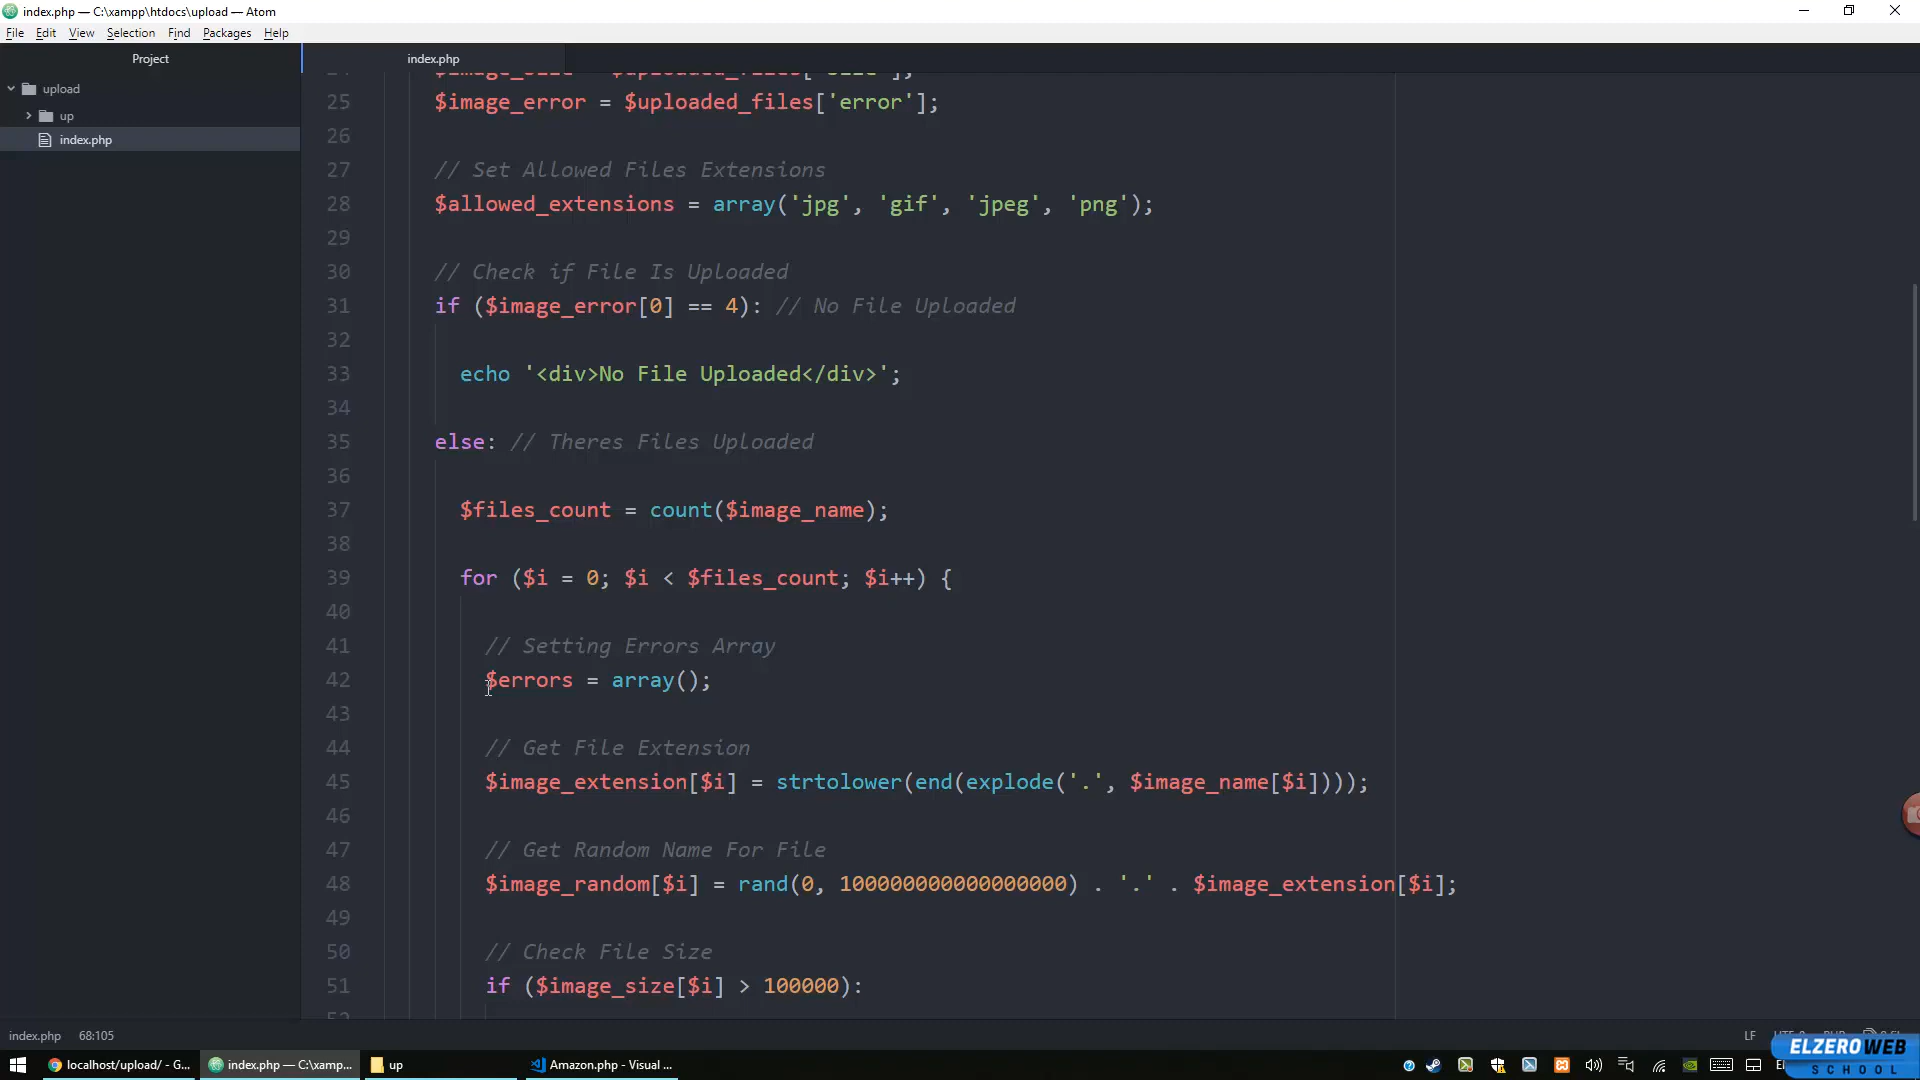 index.php — C:\xampp\htdocs\upload — Atom
File Edit View Selection Find Packages Help
Project
index.php
upload
up
index.php
25 $image_error = $uploaded_files['error'];
26
27 // Set Allowed Files Extensions
28 $allowed_extensions = array('jpg', 'gif', 'jpeg', 'png');
29
30 // Check if File Is Uploaded
31 if ($image_error[0] == 4): // No File Uploaded
32
33 echo '<div>No File Uploaded</div>';
34
35 else: // Theres Files Uploaded
36
37 $files_count = count($image_name);
38
39 for ($i = 0; $i < $files_count; $i++) {
40
41 // Setting Errors Array
42 $errors = array();
43
44 // Get File Extension
45 $image_extension[$i] = strtolower(end(explode('.', $image_name[$i])));
46
47 // Get Random Name For File
48 $image_random[$i] = rand(0, 100000000000000000) . '.' . $image_extension[$i];
49
50 // Check File Size
51 if ($image_size[$i] > 100000):
index.php 68:105
LF
ELZEROWEB
SCHOOL
localhost/upload/ - G...
index.php — C:\xamp...
up
Amazon.php - Visual ...